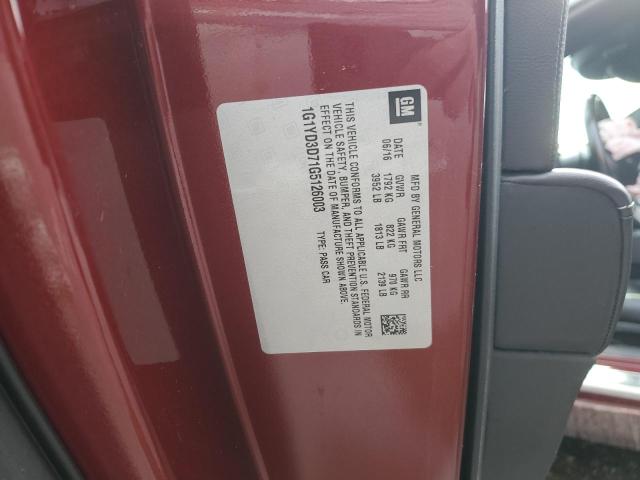 GM
MFD BY GENERAL MOTORS LLC
DATE GVWR GAWR FRT GAWR RR
06/16 1792 KG 822 KG 970 KG
3952 LB 1813 LB 2139 LB
THIS VEHICLE CONFORMS TO ALL APPLICABLE U.S. FEDERAL MOTOR
VEHICLE SAFETY, BUMPER, AND THEFT PREVENTION STANDARDS IN
EFFECT ON THE DATE OF MANUFACTURE SHOWN ABOVE.
1G1YD3D71G5126003 TYPE: PASS CAR